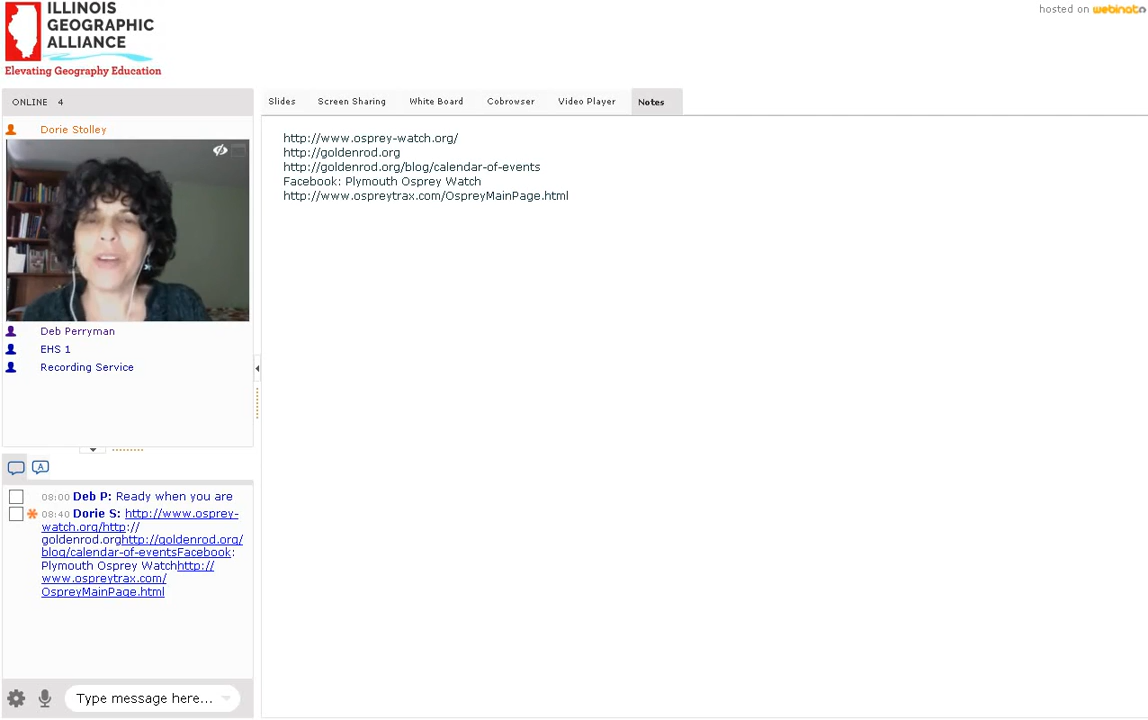 ILLINOIS
GEOGRAPHIC
ALLIANCE
Elevating Geography Education
hosted on webinato
ONLINE 4
Slides Screen Sharing White Board Cobrowser Video Player Notes
Dorie Stolley
http://www.osprey-watch.org/
http://goldenrod.org
http://goldenrod.org/blog/calendar-of-events
Facebook: Plymouth Osprey Watch
http://www.ospreytrax.com/OspreyMainPage.html
Deb Perryman
EHS 1
Recording Service
A
08:00 Deb P: Ready when you are
08:40 Dorie S: http://www.osprey-
watch.org/http://
goldenrod.orghttp://goldenrod.org/
blog/calendar-of-eventsFacebook:
Plymouth Osprey Watchhttp://
www.ospreytrax.com/
OspreyMainPage.html
Type message here...